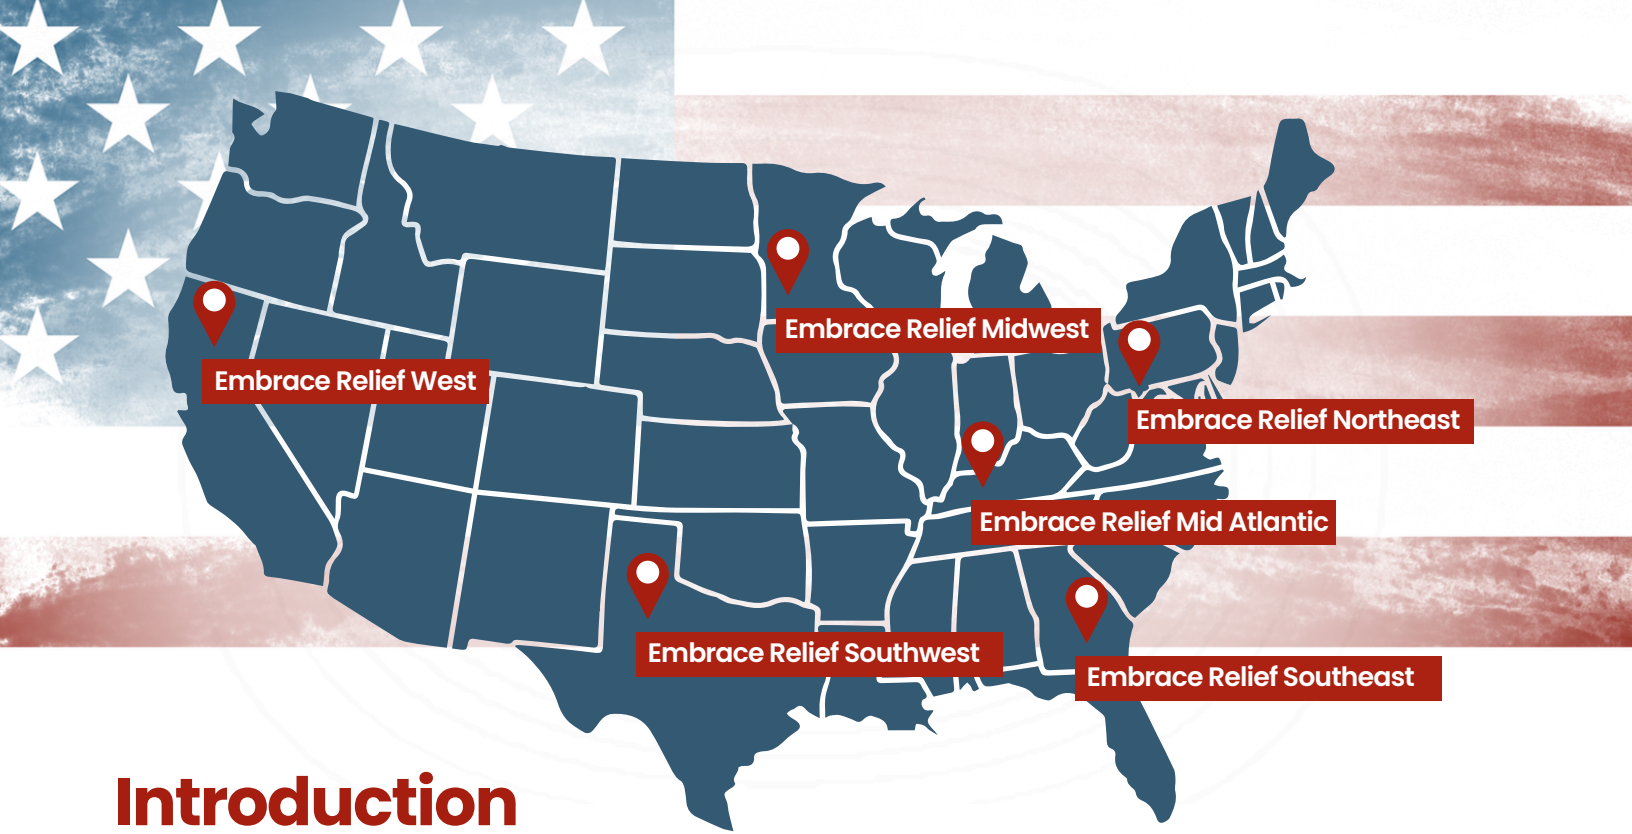 Embrace Relief Midwest
Embrace Relief West
Embrace Relief Northeast
Embrace Relief Mid Atlantic
Embrace Relief Southwest
Embrace Relief Southeast
Introduction